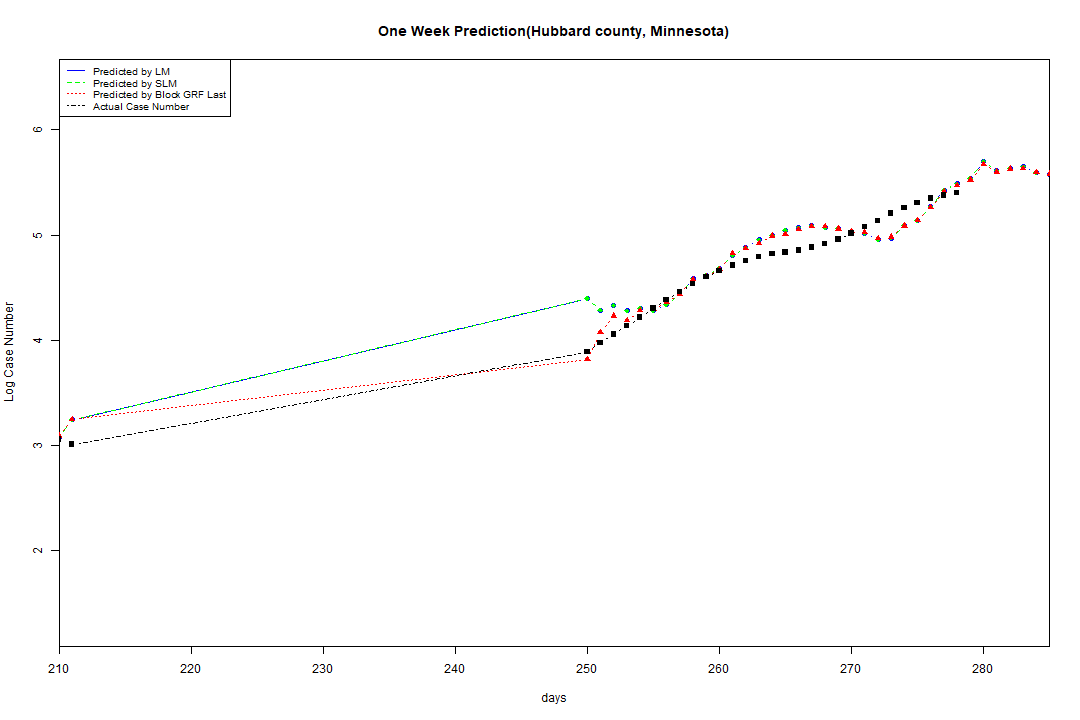 One Week Prediction(Hubbard county, Minnesota)
Predicted by LM
Predicted by SLM
Predicted by Block GRF Last
Actual Case Number
6
5
4
3
2
Log Case Number
210 220 230 240 250 260 270 280
days